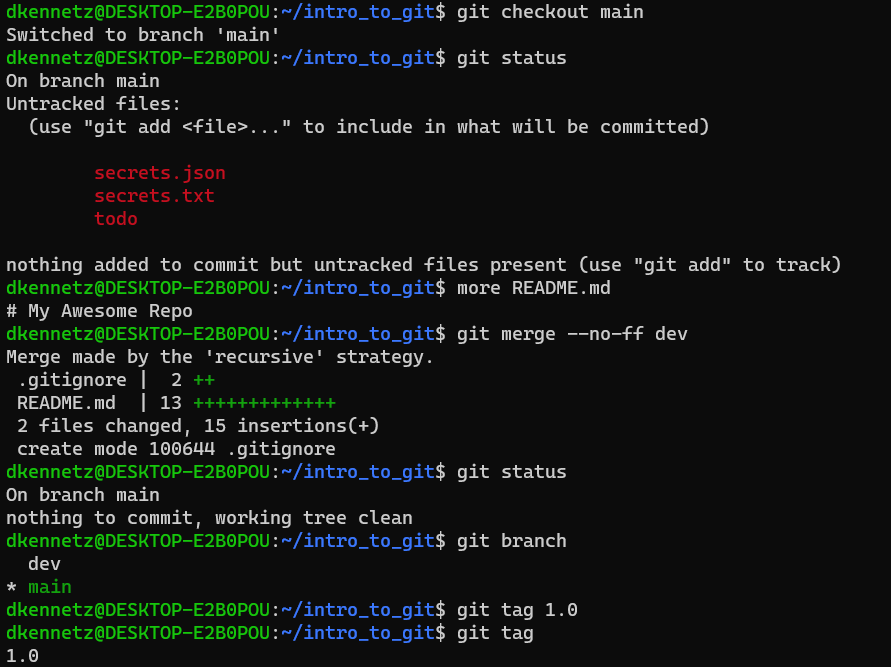 dkennetz@DESKTOP-E2B0POU:~/intro_to_git$ git checkout main
Switched to branch 'main'
dkennetz@DESKTOP-E2B0POU:~/intro_to_git$ git status
On branch main
Untracked files:
  (use "git add <file>..." to include in what will be committed)

        secrets.json
        secrets.txt
        todo

nothing added to commit but untracked files present (use "git add" to track)
dkennetz@DESKTOP-E2B0POU:~/intro_to_git$ more README.md
# My Awesome Repo
dkennetz@DESKTOP-E2B0POU:~/intro_to_git$ git merge --no-ff dev
Merge made by the 'recursive' strategy.
 .gitignore |  2 ++
 README.md  | 13 +++++++++++++
 2 files changed, 15 insertions(+)
 create mode 100644 .gitignore
dkennetz@DESKTOP-E2B0POU:~/intro_to_git$ git status
On branch main
nothing to commit, working tree clean
dkennetz@DESKTOP-E2B0POU:~/intro_to_git$ git branch
  dev
* main
dkennetz@DESKTOP-E2B0POU:~/intro_to_git$ git tag 1.0
dkennetz@DESKTOP-E2B0POU:~/intro_to_git$ git tag
1.0